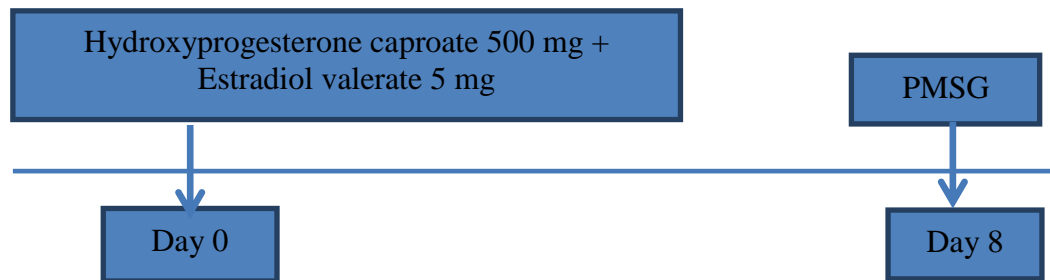 Hydroxyprogesterone caproate 500 mg +
Estradiol valerate 5 mg
PMSG
Day 0
Day 8